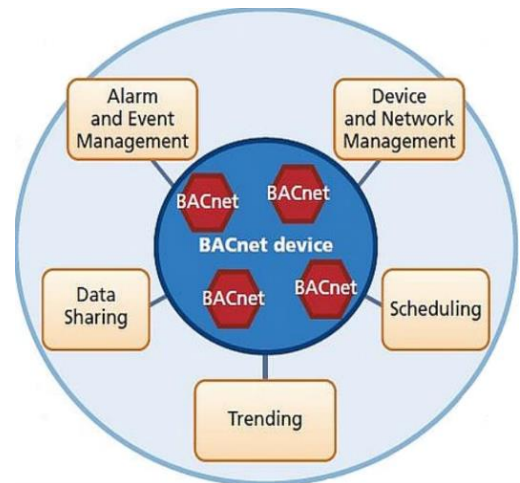 Alarm
and Event
Management
Device
and Network
Management
BACnet
BACnet
BACnet device
BACnet
BACnet
Data
Sharing
Scheduling
Trending